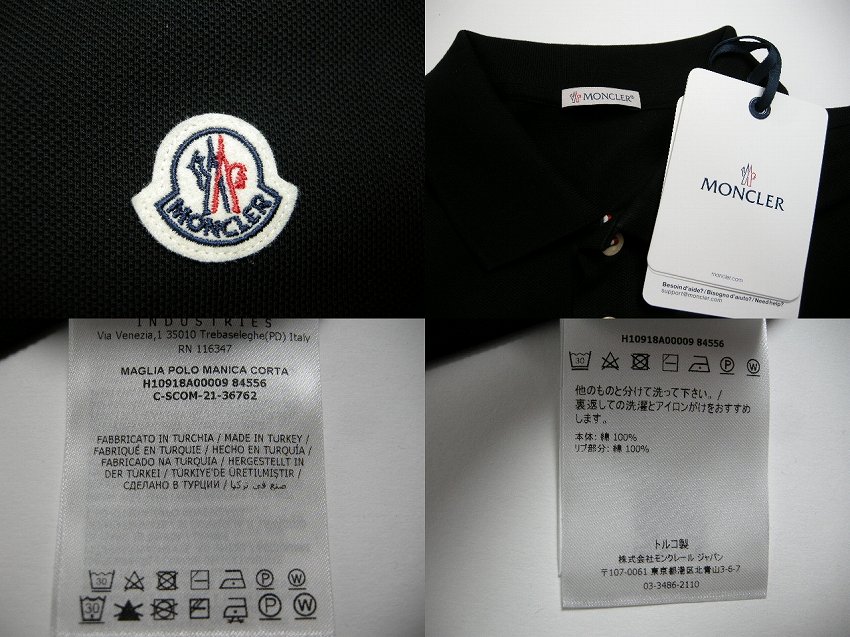 MONCLER
MONCLER
MONCLER
moncler.com
Besoin d'aide? / Bisogno d'aiuto? / Need help?
support@moncler.com
INDUSTRIES
Via Venezia,1 35010 Trebaseleghe(PD) Italy
RN 116347
MAGLIA POLO MANICA CORTA
H10918A00009 84556
C-SCOM-21-36762
FABBRICATO IN TURCHIA / MADE IN TURKEY /
FABRIQUÉ EN TURQUIE / HECHO EN TURQUÍA /
FABRICADO NA TURQUIA / HERGESTELLT IN
DER TÜRKEI / TÜRKİYE'DE ÜRETİLMİŞTİR /
СДЕЛАНО В ТУРЦИИ / صنع في تركيا
30 P W
30 P W
H10918A00009 84556
30 P W
他のものと分けて洗って下さい。/
裏返しての洗濯とアイロンがけをおすすめ
します。
本体: 綿 100%
リブ部分: 綿 100%
トルコ製
株式会社モンクレール ジャパン
〒107-0061 東京都港区北青山3-6-7
03-3486-2110